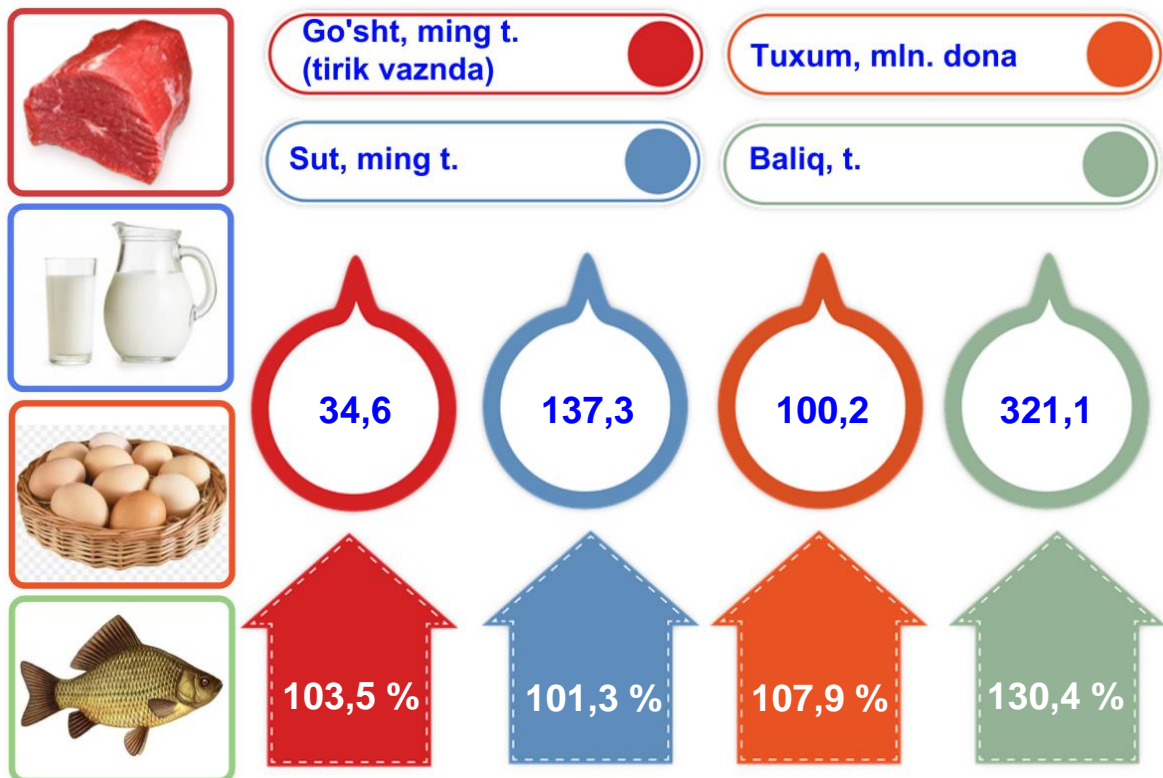 Go'sht, ming t.
(tirik vaznda)
Tuxum, mln. dona
Sut, ming t.
Baliq, t.
34,6
137,3
100,2
321,1
103,5 %
101,3 %
107,9 %
130,4 %